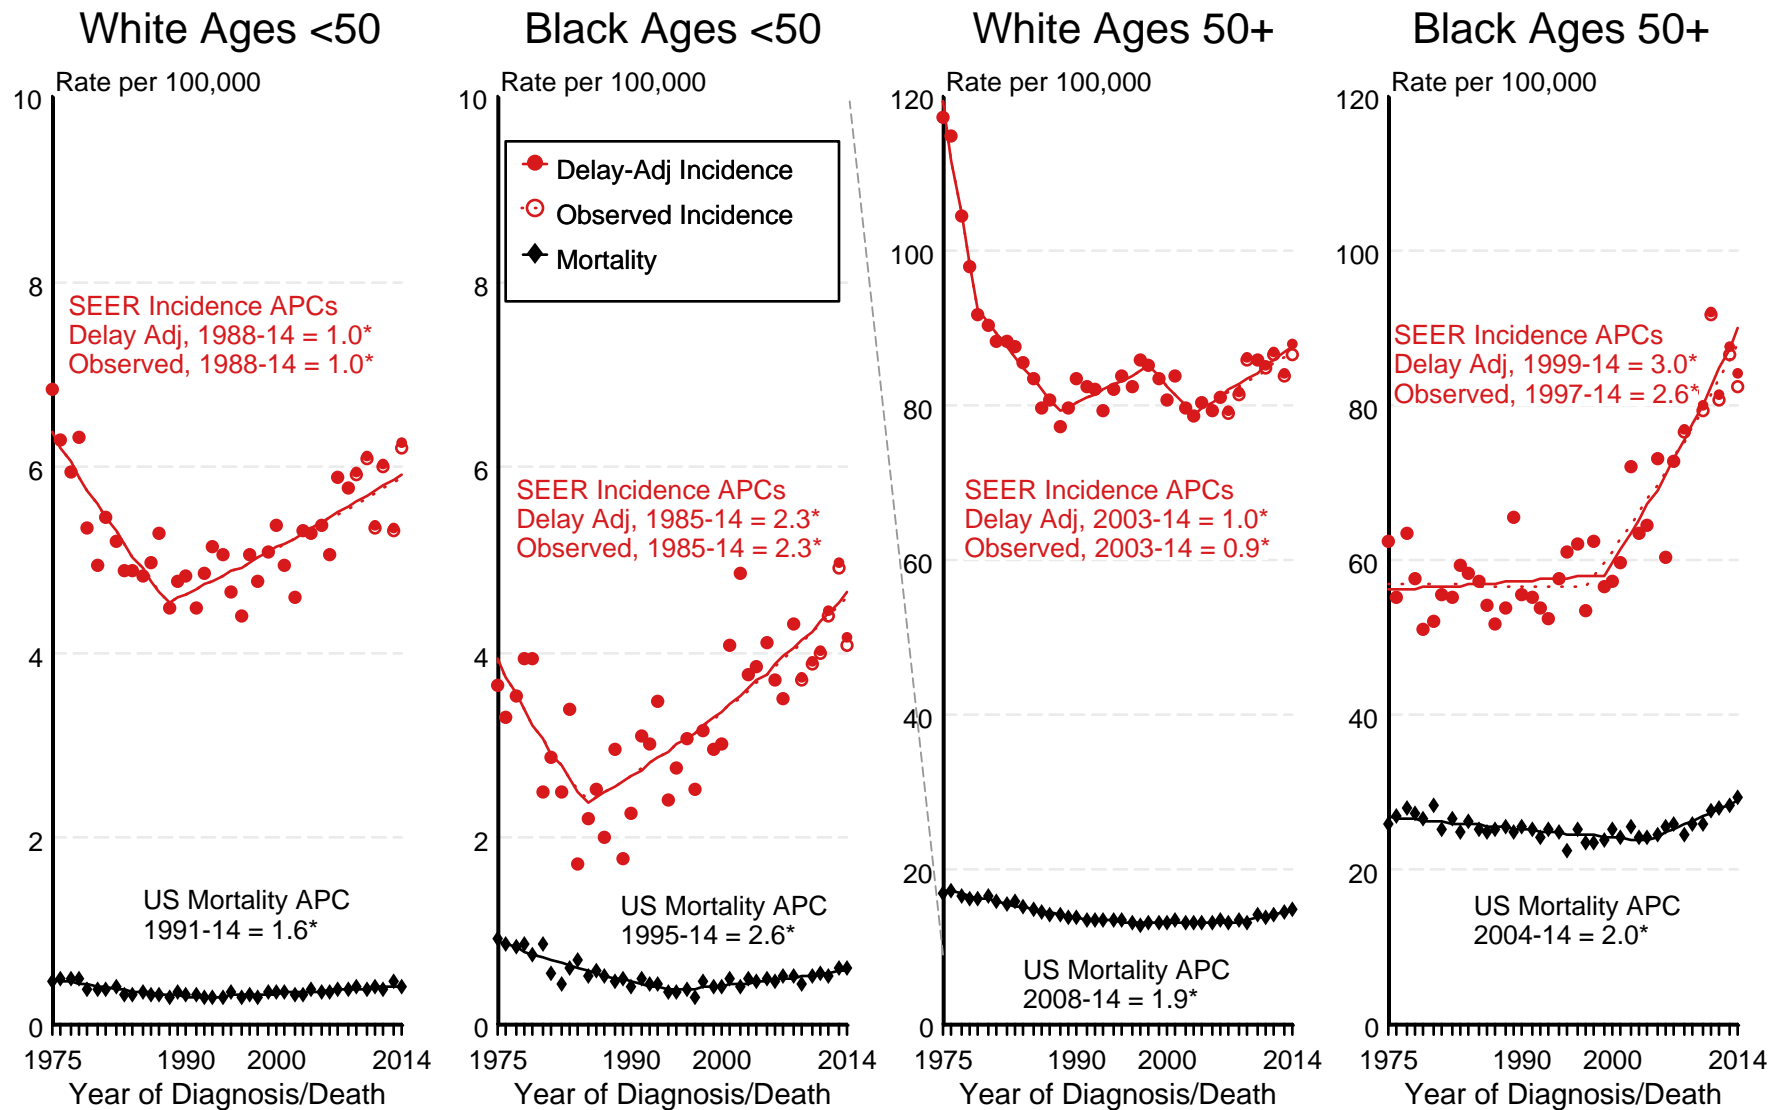 White Ages <50
Rate per 100,000
10
8
6
4
2
0
SEER Incidence APCs
Delay Adj, 1988-14 = 1.0*
Observed, 1988-14 = 1.0*
US Mortality APC
1991-14 = 1.6*
1975 1990 2000 2014
Year of Diagnosis/Death
Black Ages <50
Rate per 100,000
10
8
6
4
2
0
Delay-Adj Incidence
Observed Incidence
Mortality
SEER Incidence APCs
Delay Adj, 1985-14 = 2.3*
Observed, 1985-14 = 2.3*
US Mortality APC
1995-14 = 2.6*
1975 1990 2000 2014
Year of Diagnosis/Death
White Ages 50+
Rate per 100,000
120
100
80
60
40
20
0
SEER Incidence APCs
Delay Adj, 2003-14 = 1.0*
Observed, 2003-14 = 0.9*
US Mortality APC
2008-14 = 1.9*
1975 1990 2000 2014
Year of Diagnosis/Death
Black Ages 50+
Rate per 100,000
120
100
80
60
40
20
0
SEER Incidence APCs
Delay Adj, 1999-14 = 3.0*
Observed, 1997-14 = 2.6*
US Mortality APC
2004-14 = 2.0*
1975 1990 2000 2014
Year of Diagnosis/Death